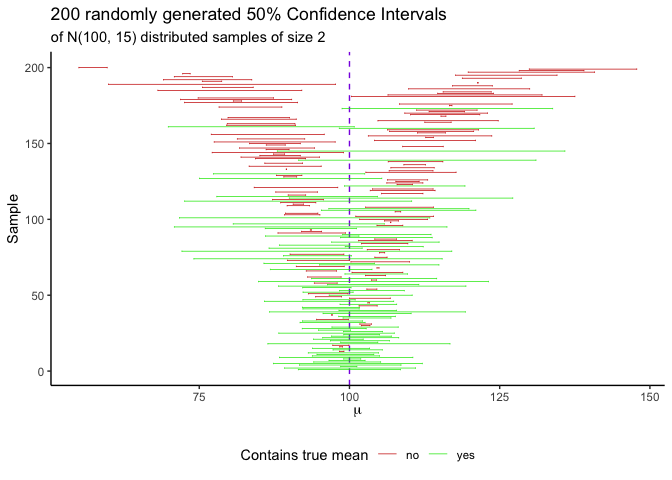 200 randomly generated 50% Confidence Intervals
of N(100, 15) distributed samples of size 2
200
150
100
50
0
Sample
75
100
125
150
μ
Contains true mean
no
yes